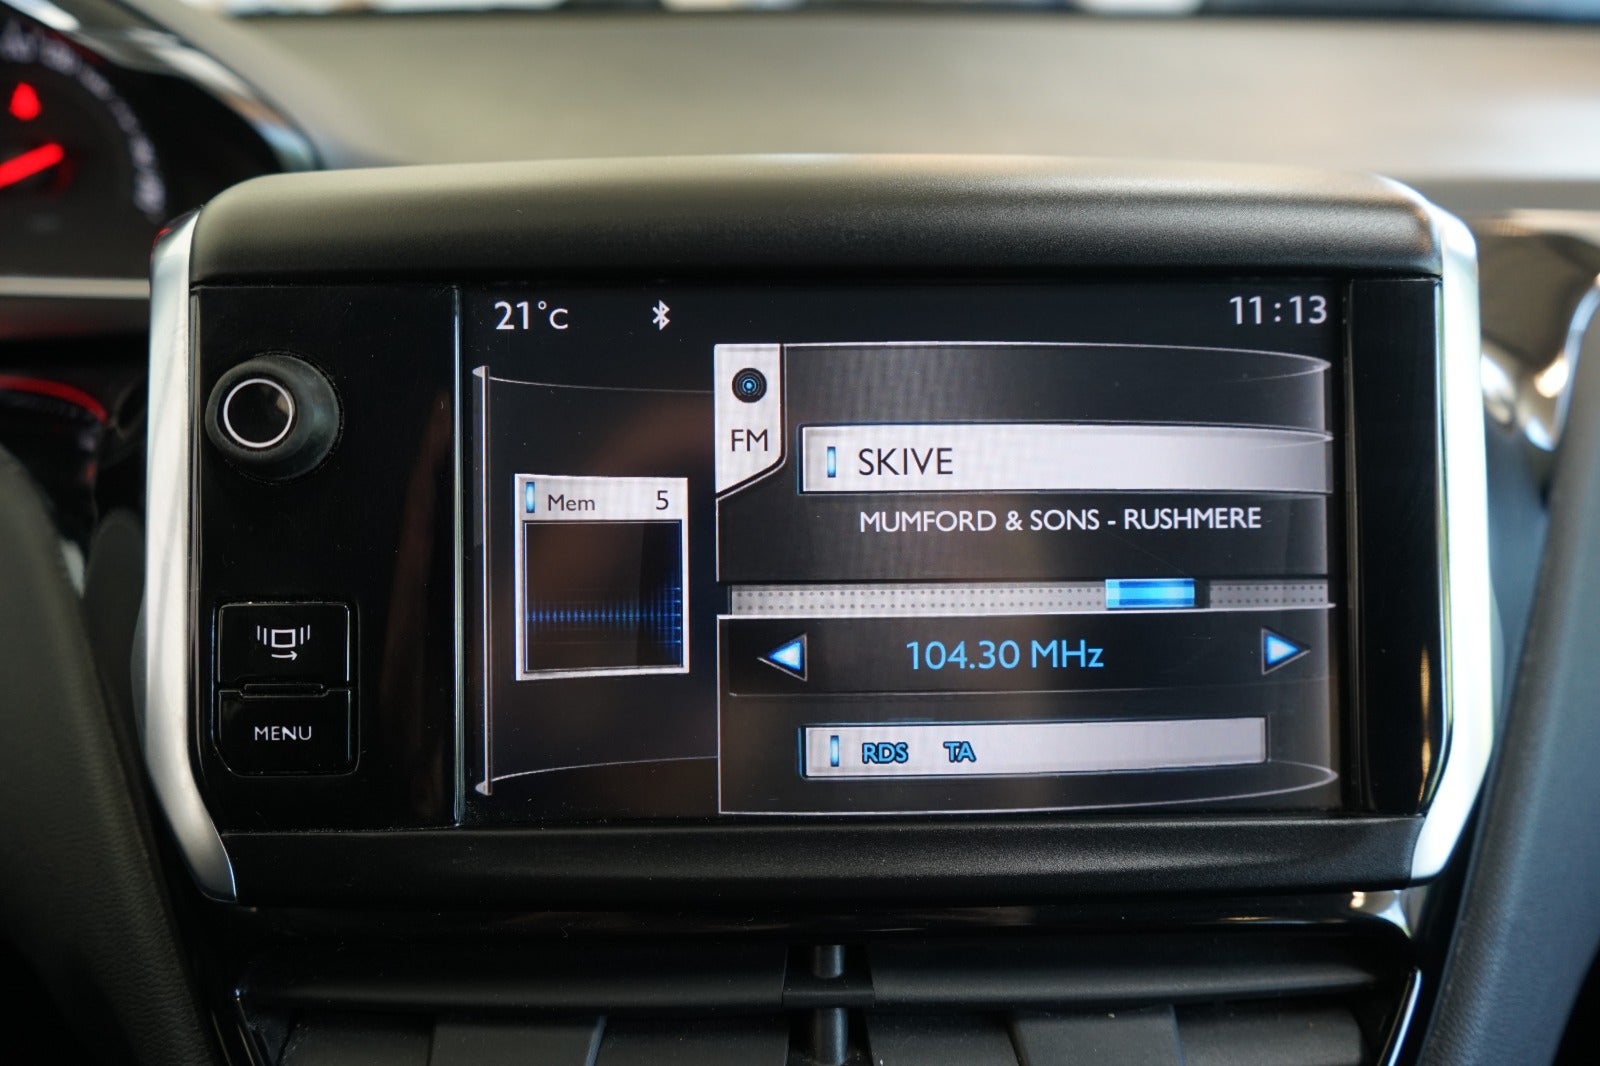 21°C 11:13
FM
SKIVE
Mem 5
MUMFORD & SONS - RUSHMERE
104.30 MHz
MENU
RDS TA